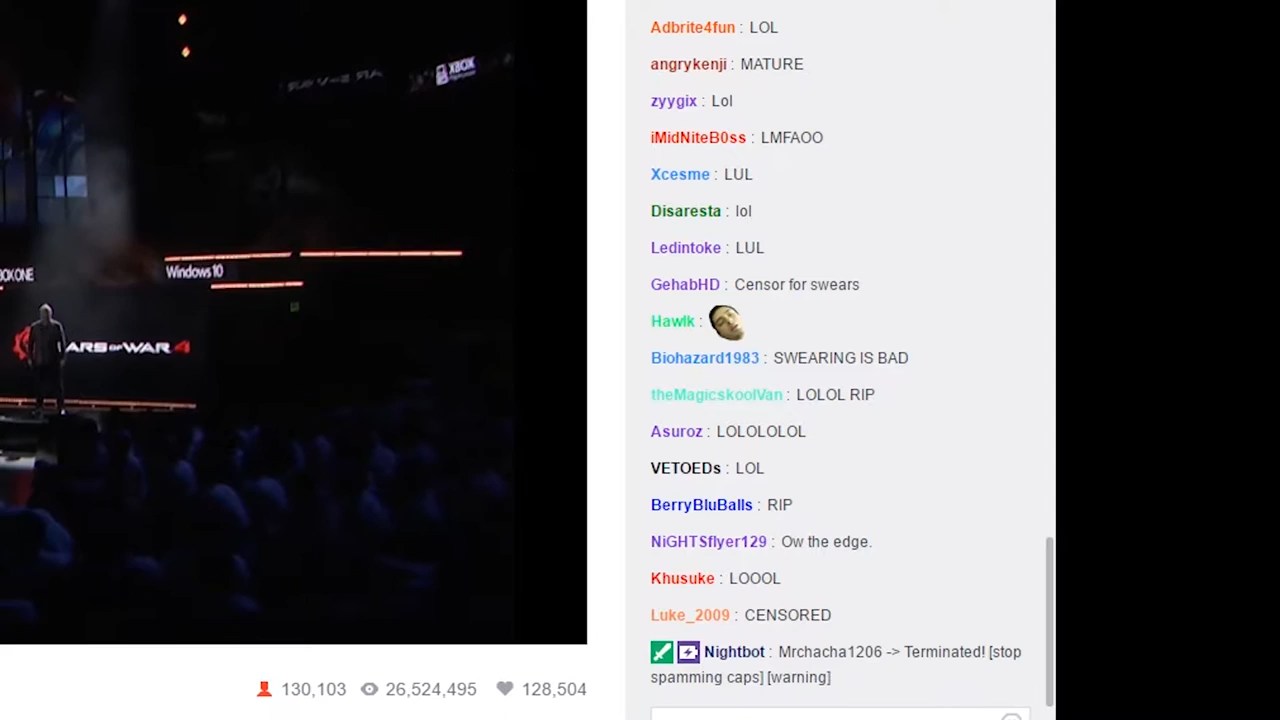 XBOX
XBOX ONE
Windows 10
GEARS OF WAR 4
130,103
26,524,495
128,504
Adbrite4fun : LOL
angrykenji : MATURE
zyygix : Lol
iMidNiteB0ss : LMFAOO
Xcesme : LUL
Disaresta : lol
Ledintoke : LUL
GehabHD : Censor for swears
Hawlk :
Biohazard1983 : SWEARING IS BAD
theMagicskoolVan : LOLOL RIP
Asuroz : LOLOLOLOL
VETOEDs : LOL
BerryBluBalls : RIP
NiGHTSflyer129 : Ow the edge.
Khusuke : LOOOL
Luke_2009 : CENSORED
Nightbot : Mrchacha1206 -> Terminated! [stop
spamming caps] [warning]